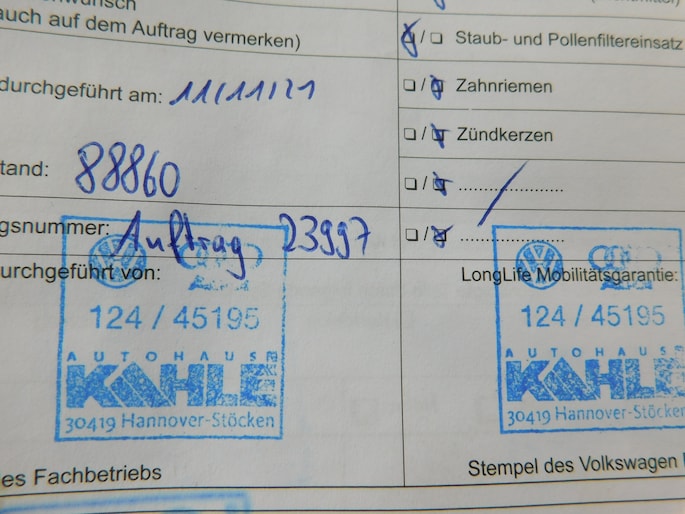 auch auf dem Auftrag vermerken)
durchgeführt am: 11/11/21
tand: 88860
gsnummer: Auftrag 23997
urchgeführt von:
124 / 45195
AUTOHAUS
KAHLE
30419 Hannover-Stöcken
es Fachbetriebs
Staub- und Pollenfiltereinsatz
Zahnriemen
Zündkerzen
LongLife Mobilitätsgarantie:
124 / 45195
AUTOHAUS
KAHLE
30419 Hannover-Stöcken
Stempel des Volkswagen